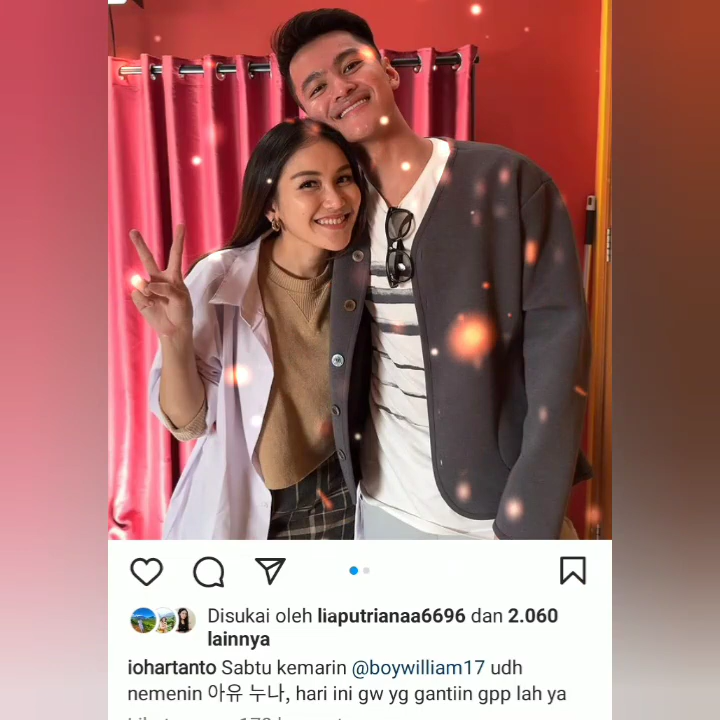 Disukai oleh liaputrianaa6696 dan 2.060
lainnya
iohartanto Sabtu kemarin @boywilliam17 udh
nemenin 아유 누나, hari ini gw yg gantiin gpp lah ya